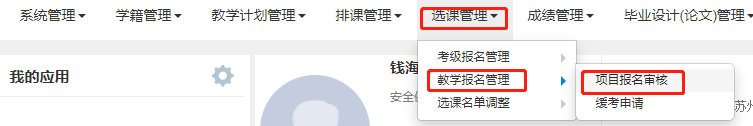 系统管理 学籍管理 教学计划管理 排课管理 选课管理 成绩管理 毕业设计(论文)管理
我的应用
钱海
考级报名管理
教学报名管理 项目报名审核
选课名单调整 缓考申请
安全
苏州